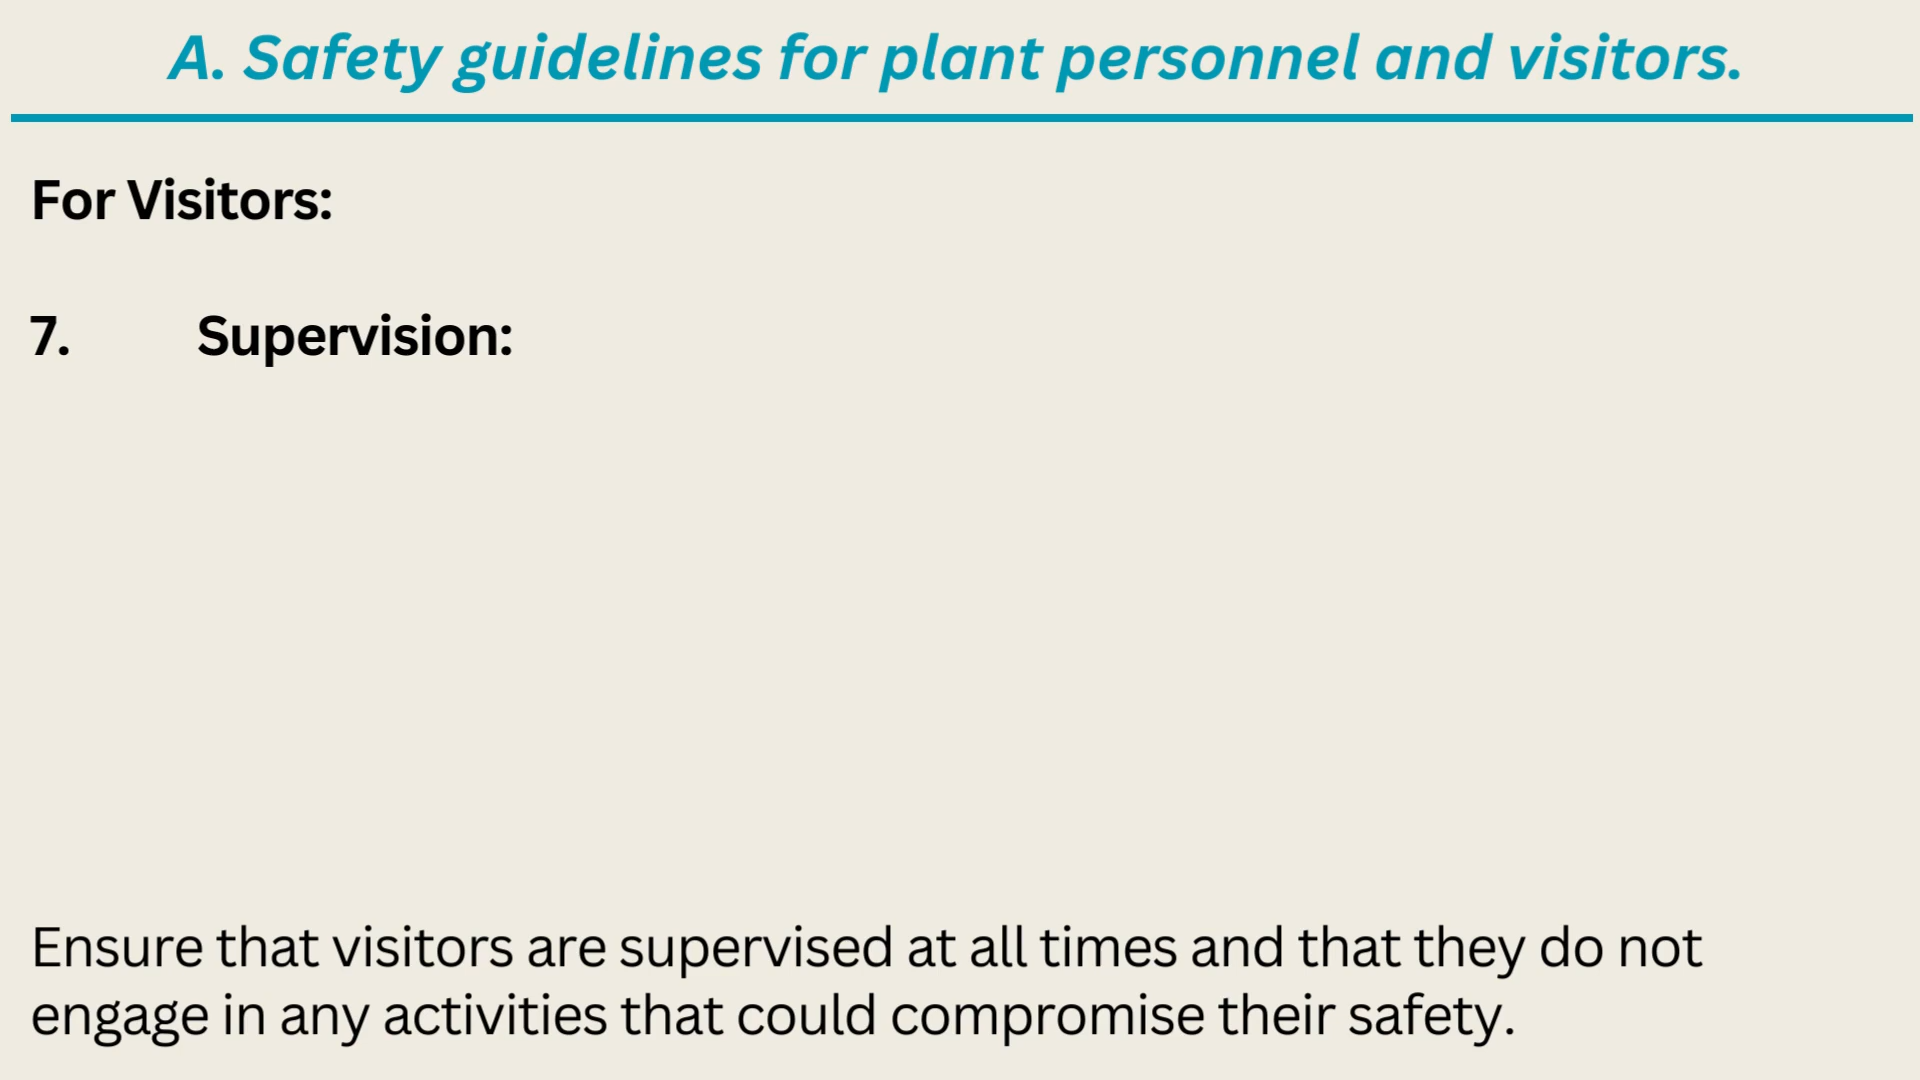 A. Safety guidelines for plant personnel and visitors.
For Visitors:
7. Supervision:
Ensure that visitors are supervised at all times and that they do not
engage in any activities that could compromise their safety.